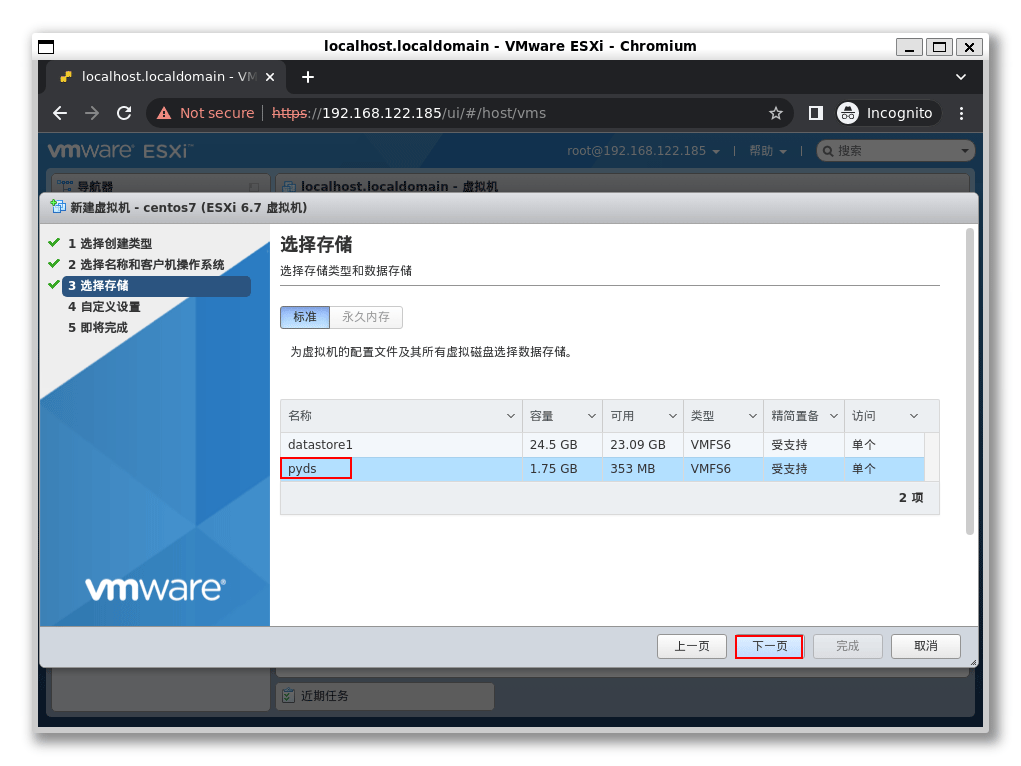 localhost.localdomain - VMware ESXi - Chromium
localhost.localdomain - VM
Not secure https://192.168.122.185/ui/#/host/vms Incognito
vmware ESXi™ root@192.168.122.185 | 帮助 | 搜索
导航器 localhost.localdomain - 虚拟机
新建虚拟机 - centos7 (ESXi 6.7 虚拟机)
1 选择创建类型
2 选择名称和客户机操作系统
3 选择存储
4 自定义设置
5 即将完成
vmware®
选择存储
选择存储类型和数据存储
标准 永久内存
为虚拟机的配置文件及其所有虚拟磁盘选择数据存储。
名称 容量 可用 类型 精简置备 访问
datastore1 24.5 GB 23.09 GB VMFS6 受支持 单个
pyds 1.75 GB 353 MB VMFS6 受支持 单个
2 项
上一页 下一页 完成 取消
近期任务